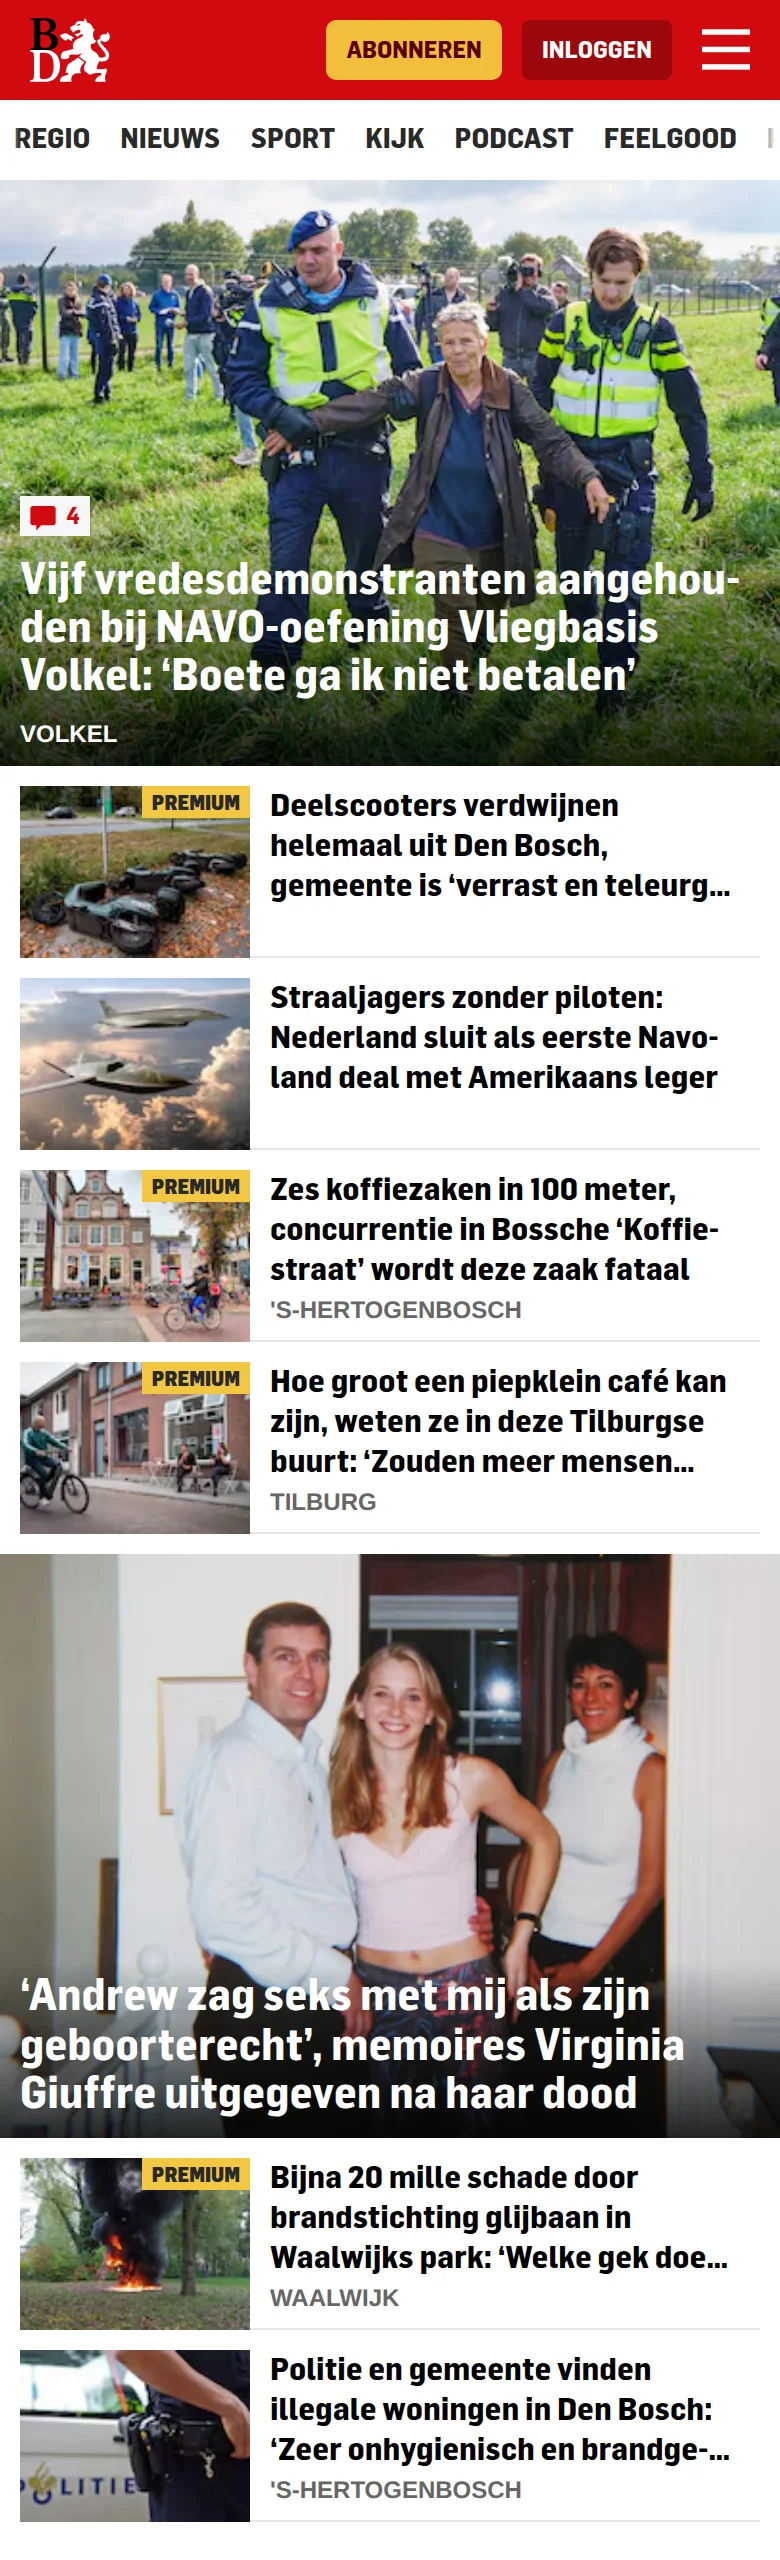 BD
ABONNEREN
INLOGGEN
REGIO NIEUWS SPORT KIJK PODCAST FEELGOOD
4
Vijf vredesdemonstranten aangehou-
den bij NAVO-oefening Vliegbasis
Volkel: ‘Boete ga ik niet betalen’
VOLKEL
PREMIUM
Deelscooters verdwijnen
helemaal uit Den Bosch,
gemeente is ‘verrast en teleurg...
Straaljagers zonder piloten:
Nederland sluit als eerste Navo-
land deal met Amerikaans leger
PREMIUM
Zes koffiezaken in 100 meter,
concurrentie in Bossche ‘Koffie-
straat’ wordt deze zaak fataal
'S-HERTOGENBOSCH
PREMIUM
Hoe groot een piepklein café kan
zijn, weten ze in deze Tilburgse
buurt: ‘Zouden meer mensen...
TILBURG
‘Andrew zag seks met mij als zijn
geboorterecht’, memoires Virginia
Giuffre uitgegeven na haar dood
PREMIUM
Bijna 20 mille schade door
brandstichting glijbaan in
Waalwijks park: ‘Welke gek doe...
WAALWIJK
POLITIE
Politie en gemeente vinden
illegale woningen in Den Bosch:
‘Zeer onhygienisch en brandge-...
'S-HERTOGENBOSCH